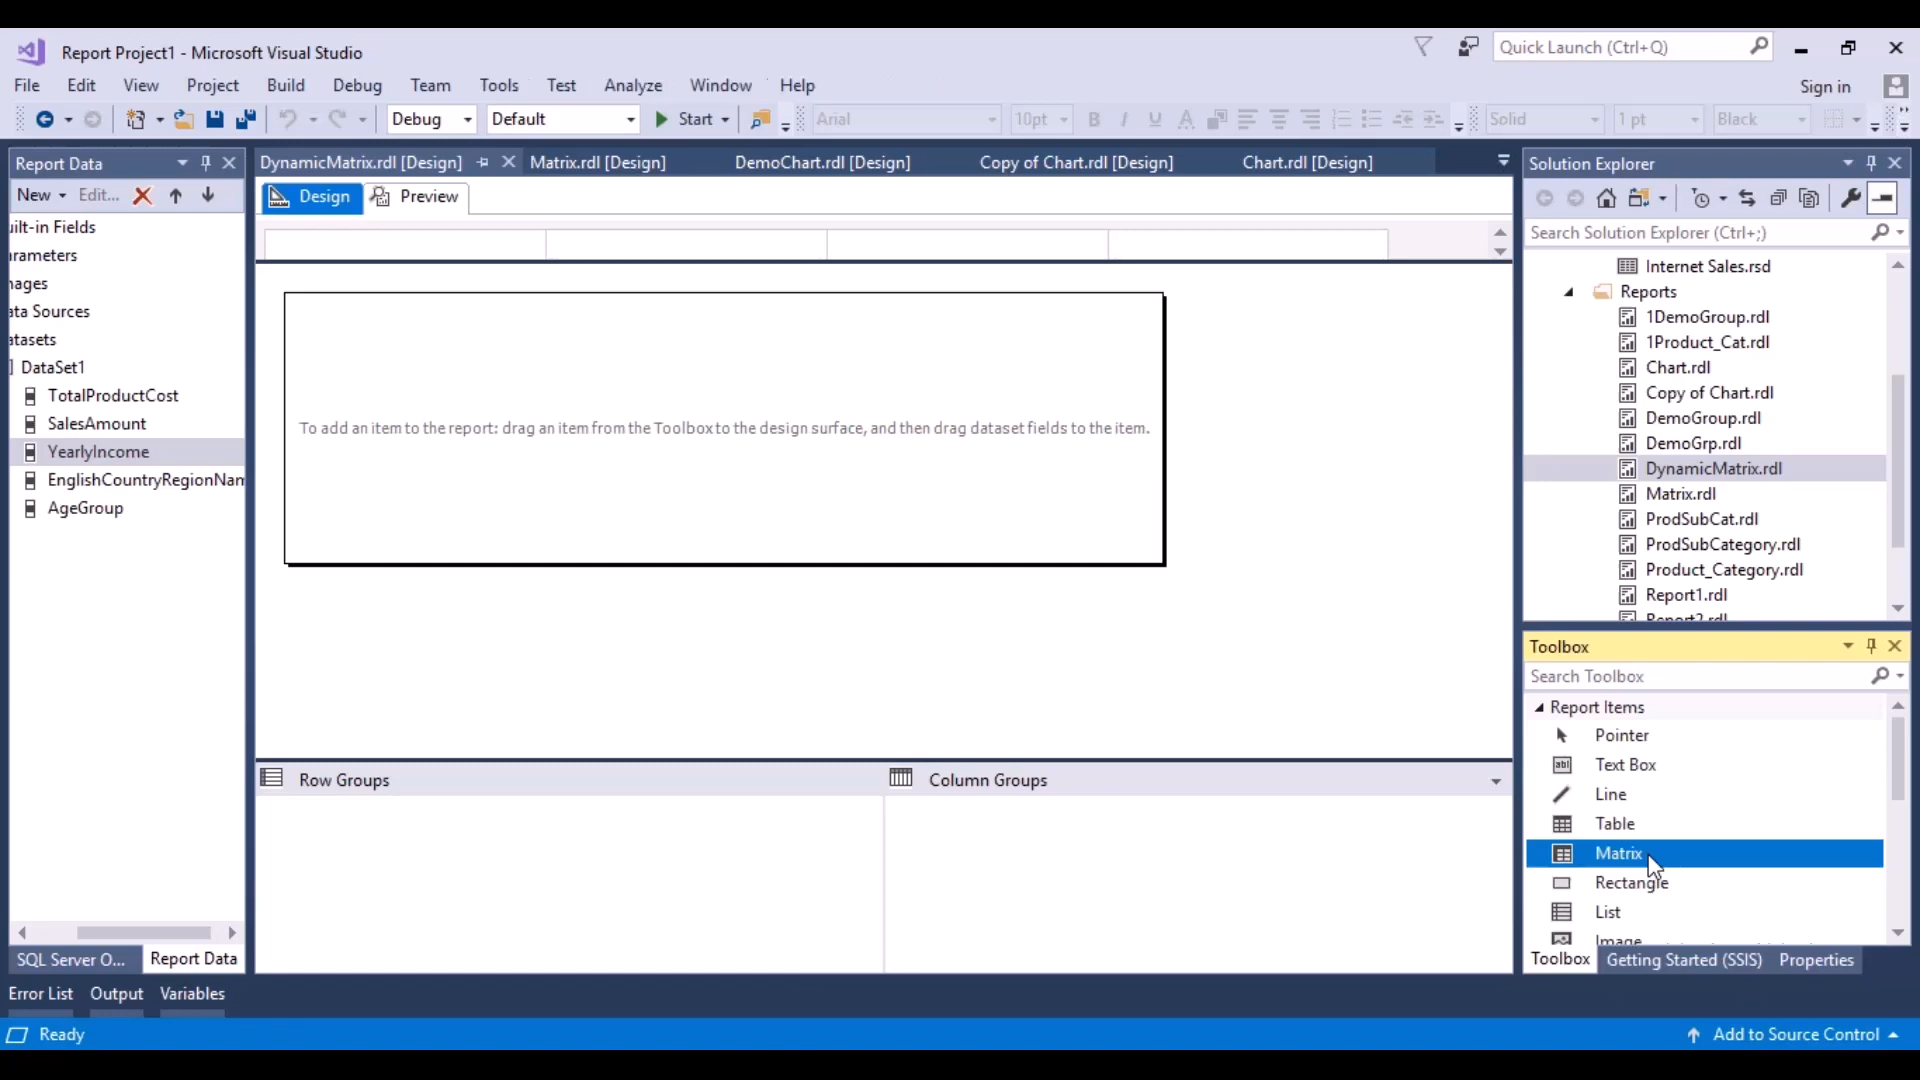 Report Project1 - Microsoft Visual Studio
Quick Launch (Ctrl+Q)
File Edit View Project Build Debug Team Tools Test Analyze Window Help
Sign in
Debug Default Start Arial 10pt B I U A Solid 1 pt Black
Report Data
New Edit...
uilt-in Fields
arameters
nages
ata Sources
atasets
DataSet1
TotalProductCost
SalesAmount
YearlyIncome
EnglishCountryRegionNam
AgeGroup
SQL Server O... Report Data
DynamicMatrix.rdl [Design] Matrix.rdl [Design] DemoChart.rdl [Design] Copy of Chart.rdl [Design] Chart.rdl [Design]
Design Preview
To add an item to the report: drag an item from the Toolbox to the design surface, and then drag dataset fields to the item.
Row Groups Column Groups
Solution Explorer
Search Solution Explorer (Ctrl+;)
Internet Sales.rsd
Reports
1DemoGroup.rdl
1Product_Cat.rdl
Chart.rdl
Copy of Chart.rdl
DemoGroup.rdl
DemoGrp.rdl
DynamicMatrix.rdl
Matrix.rdl
ProdSubCat.rdl
ProdSubCategory.rdl
Product_Category.rdl
Report1.rdl
Report2.rdl
Toolbox
Search Toolbox
Report Items
Pointer
abl Text Box
Line
Table
Matrix
Rectangle
List
Image
Toolbox Getting Started (SSIS) Properties
Error List Output Variables
Ready Add to Source Control